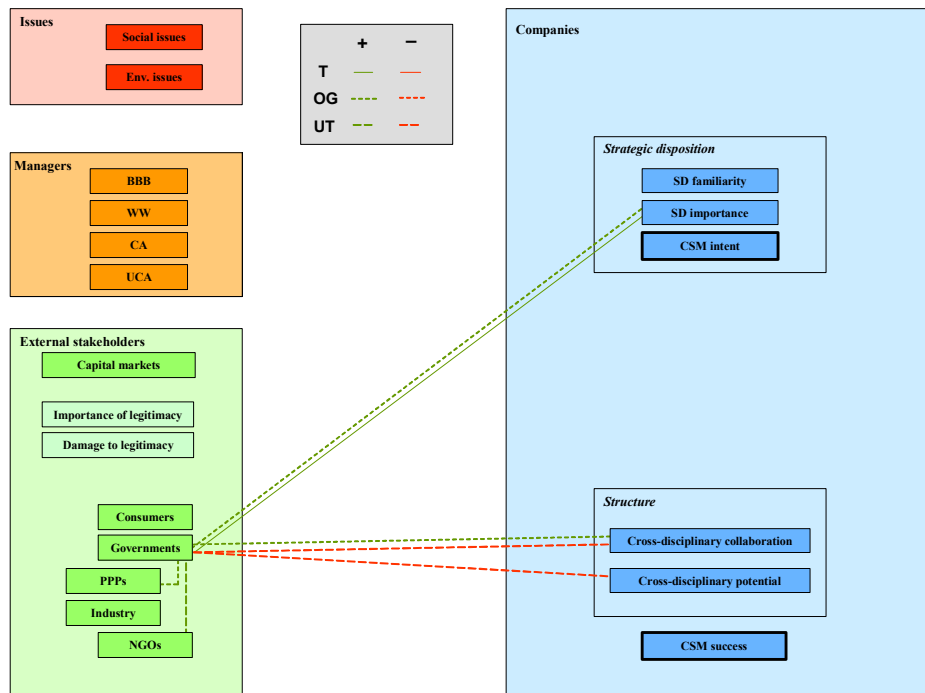 Issues
Social issues
Env. issues
+ −
T
OG
UT
Managers
BBB
WW
CA
UCA
External stakeholders
Capital markets
Importance of legitimacy
Damage to legitimacy
Consumers
Governments
PPPs
Industry
NGOs
Companies
Strategic disposition
SD familiarity
SD importance
CSM intent
Structure
Cross-disciplinary collaboration
Cross-disciplinary potential
CSM success